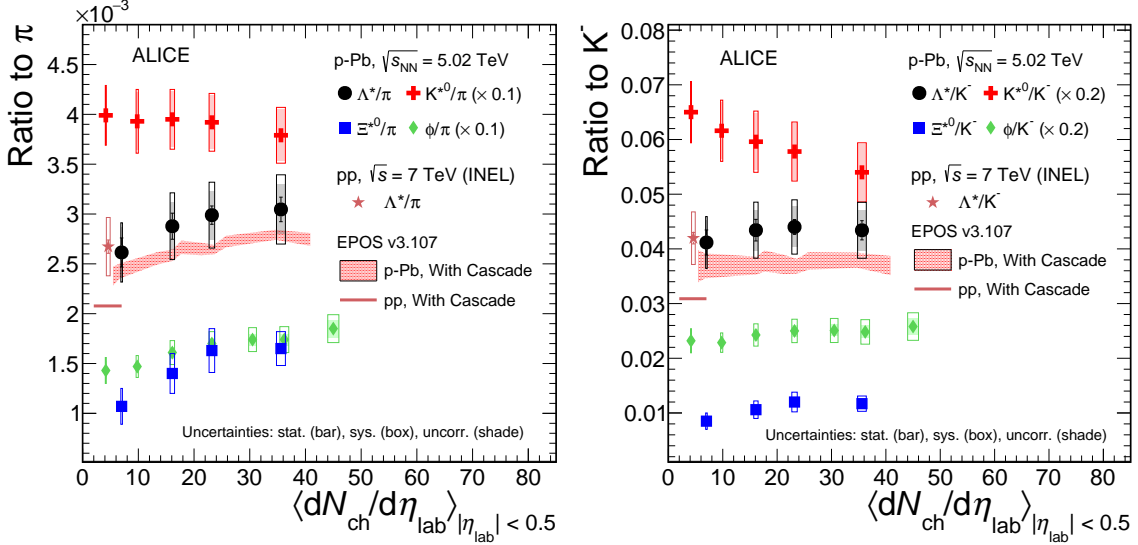 ×10⁻³
Ratio to π
4.5
4
3.5
3
2.5
2
1.5
1
ALICE
p-Pb, √sNN = 5.02 TeV
Λ*/π K*⁰/π (× 0.1)
Ξ*⁰/π ϕ/π (× 0.1)
pp, √s = 7 TeV (INEL)
Λ*/π
EPOS v3.107
p-Pb, With Cascade
pp, With Cascade
Uncertainties: stat. (bar), sys. (box), uncorr. (shade)
0 10 20 30 40 50 60 70 80
⟨dNch/dηlab⟩|ηlab| < 0.5
Ratio to K⁻
0.08
0.07
0.06
0.05
0.04
0.03
0.02
0.01
ALICE
p-Pb, √sNN = 5.02 TeV
Λ*/K⁻ K*⁰/K⁻ (× 0.2)
Ξ*⁰/K⁻ ϕ/K⁻ (× 0.2)
pp, √s = 7 TeV (INEL)
Λ*/K⁻
EPOS v3.107
p-Pb, With Cascade
pp, With Cascade
Uncertainties: stat. (bar), sys. (box), uncorr. (shade)
0 10 20 30 40 50 60 70 80
⟨dNch/dηlab⟩|ηlab| < 0.5